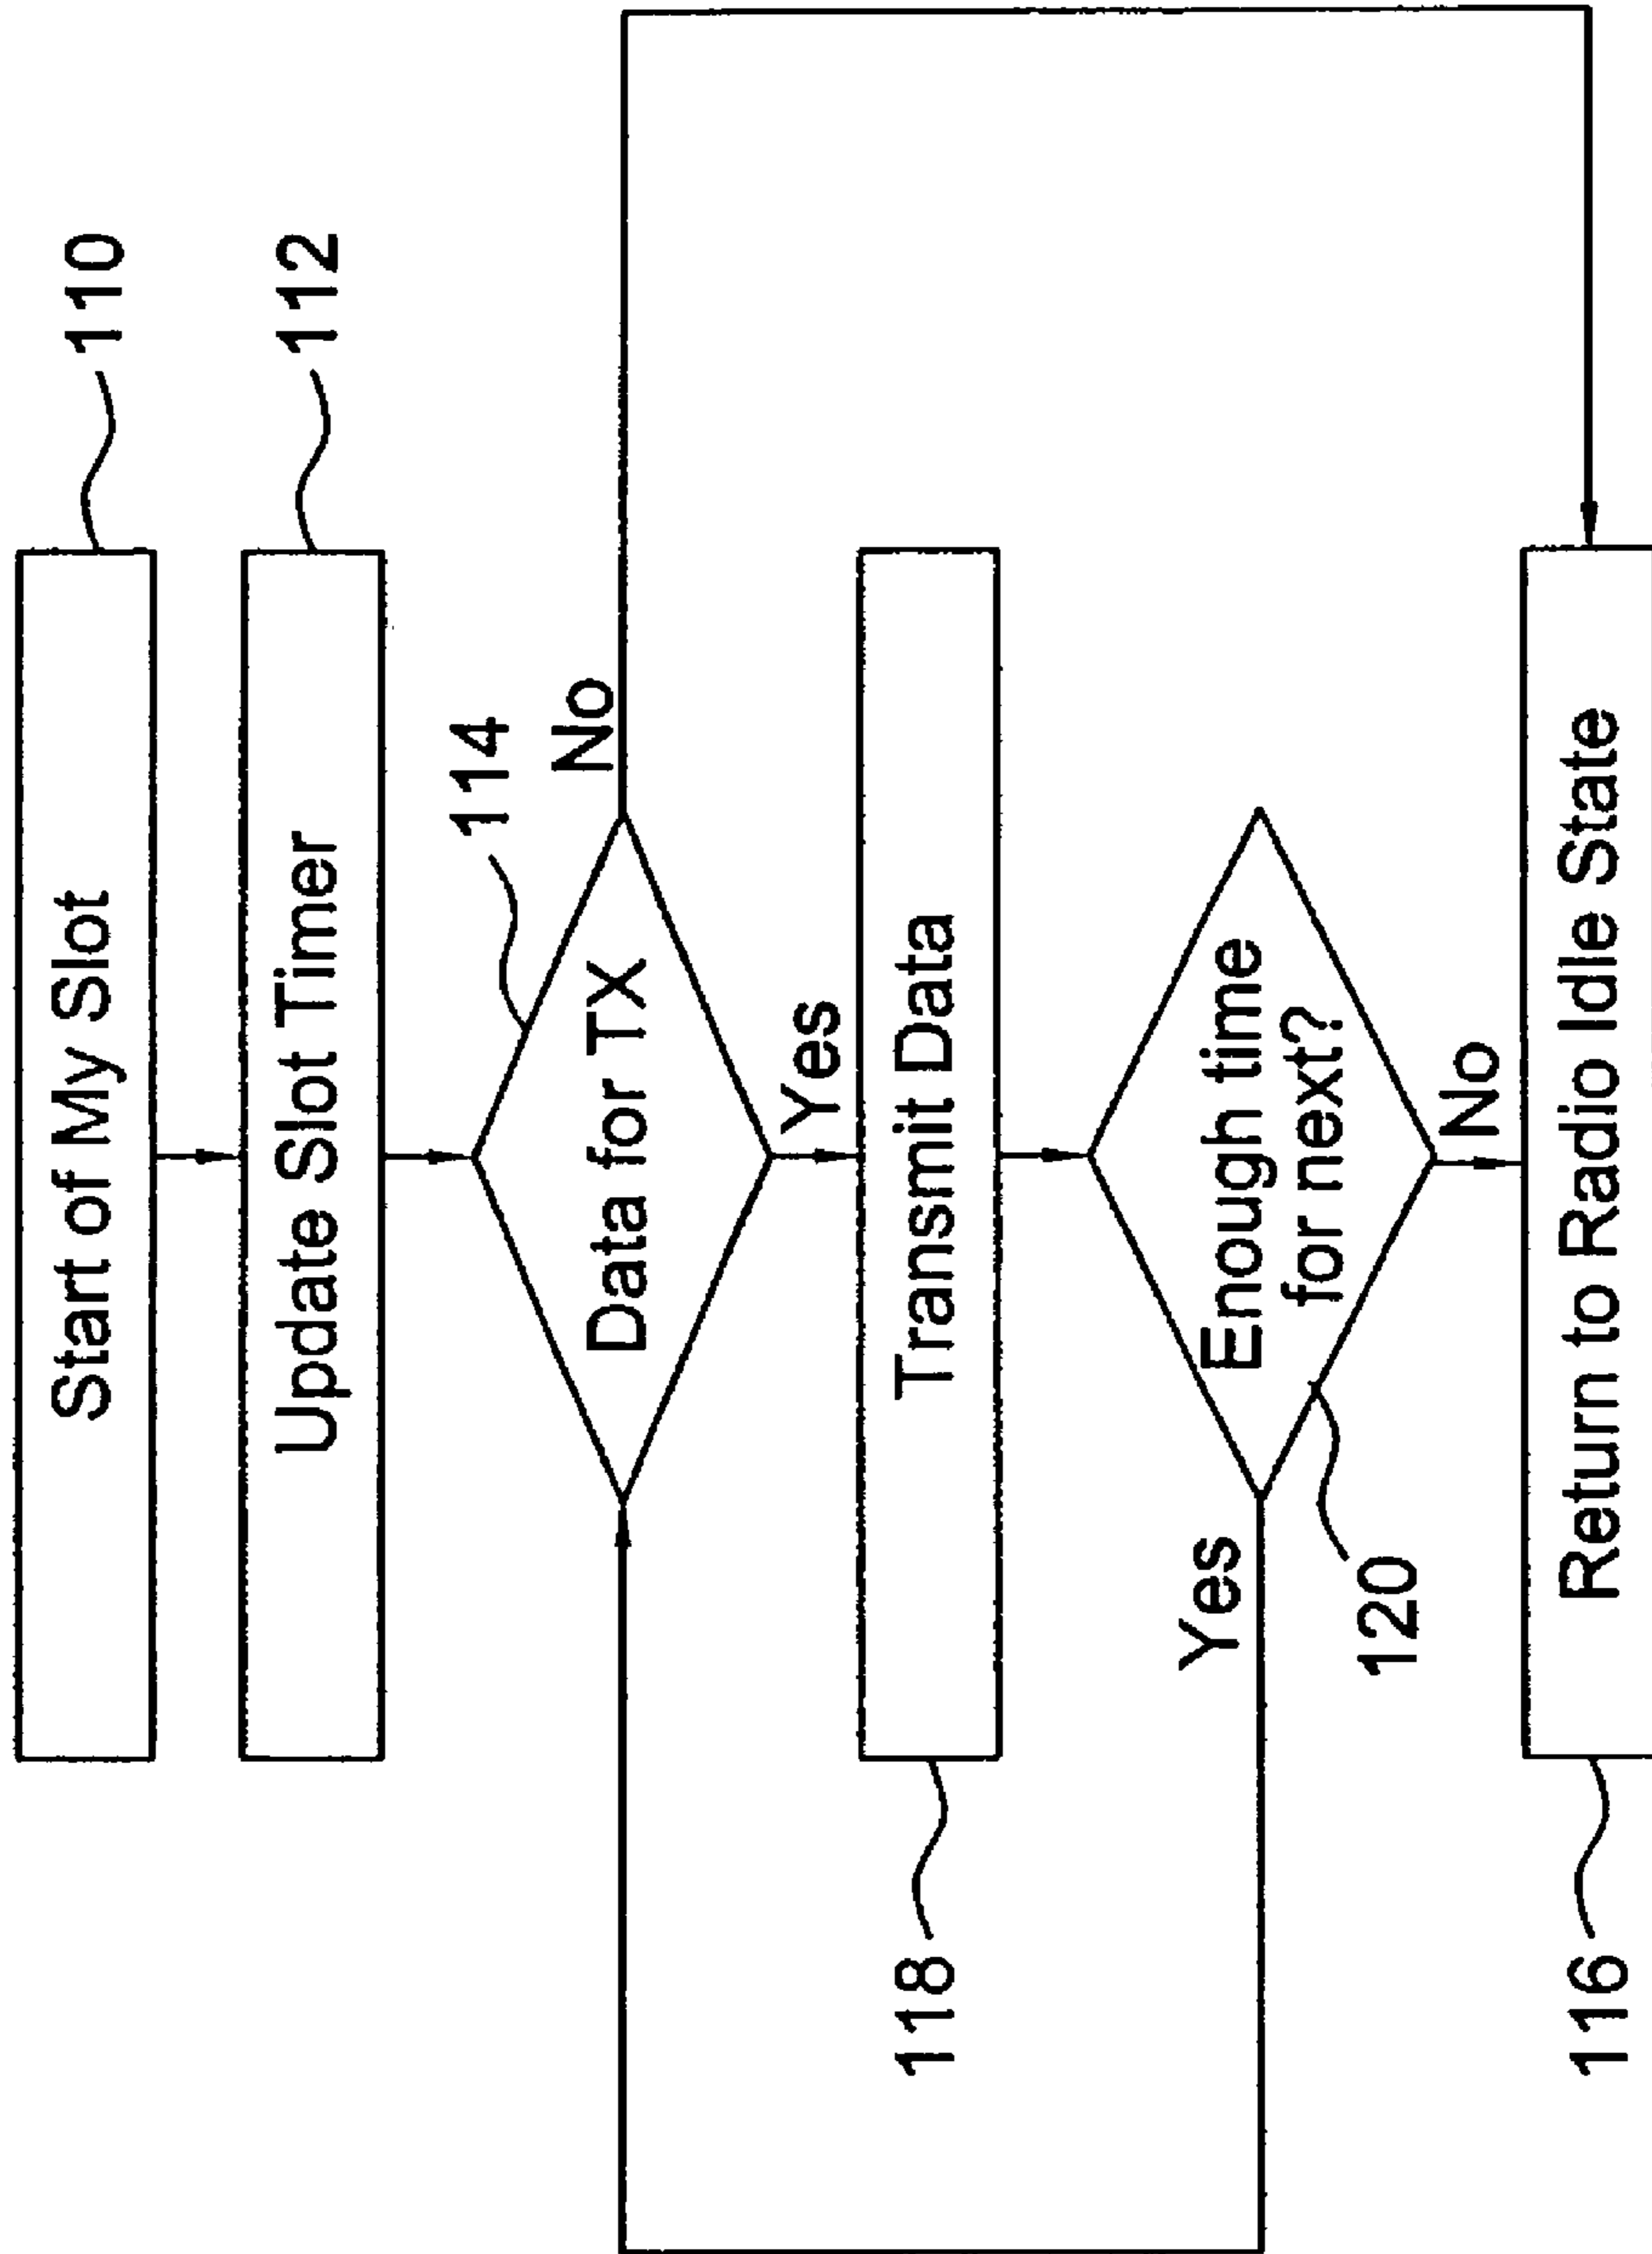 Start of My Slot
110
Update Slot Timer
112
114
Data for Tx
No
Yes
Transmit Data
118
Enough time
for next?
Yes
120
No
Return to Radio Idle State
116